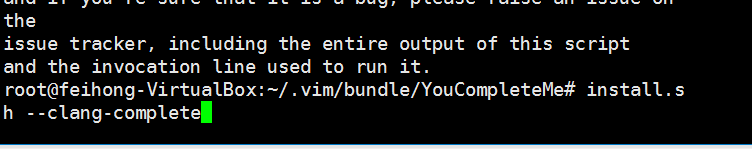 and if you're sure that it is a bug, please raise an issue on
the
issue tracker, including the entire output of this script
and the invocation line used to run it.
root@feihong-VirtualBox:~/.vim/bundle/YouCompleteMe# install.s
h --clang-complete